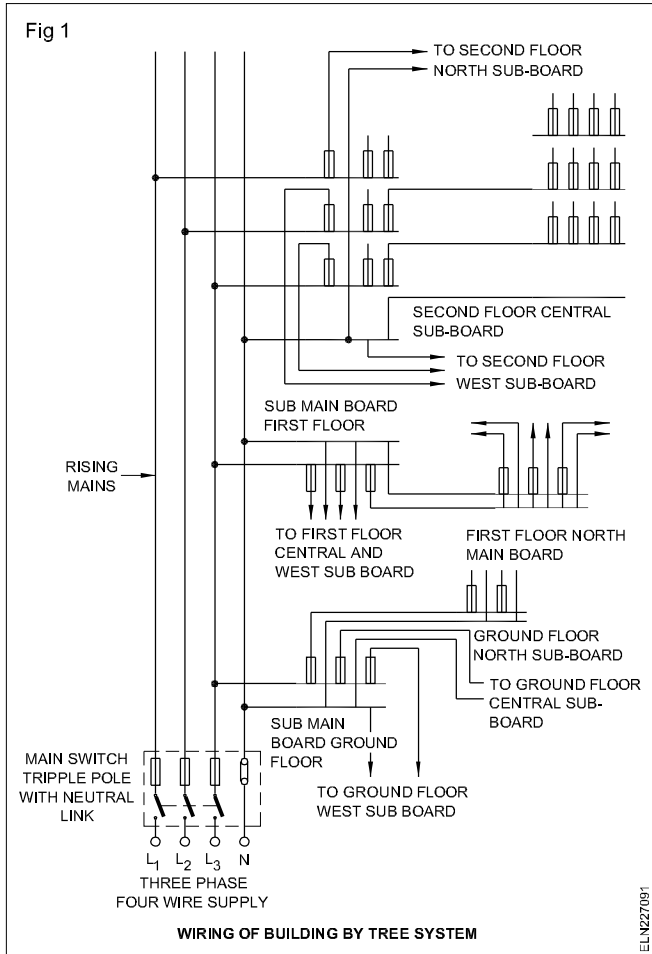 Fig 1
TO SECOND FLOOR
NORTH SUB-BOARD
SECOND FLOOR CENTRAL
SUB-BOARD
TO SECOND FLOOR
WEST SUB-BOARD
SUB MAIN BOARD
FIRST FLOOR
RISING
MAINS
TO FIRST FLOOR
CENTRAL AND
WEST SUB BOARD
FIRST FLOOR NORTH
MAIN BOARD
GROUND FLOOR
NORTH SUB-BOARD
TO GROUND FLOOR
CENTRAL SUB-
BOARD
SUB MAIN
BOARD GROUND
FLOOR
MAIN SWITCH
TRIPPLE POLE
WITH NEUTRAL
LINK
TO GROUND FLOOR
WEST SUB BOARD
L1 L2 L3 N
THREE PHASE
FOUR WIRE SUPPLY
WIRING OF BUILDING BY TREE SYSTEM
ELN227091